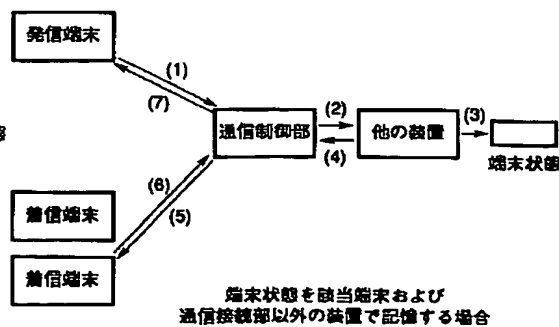 発信端末
(1)
(7)
通信制御部
(2)
(4)
他の装置
(3)
端末状態
(6)
(5)
着信端末
着信端末
端末状態を該当端末および
通信接続部以外の装置で記憶する場合